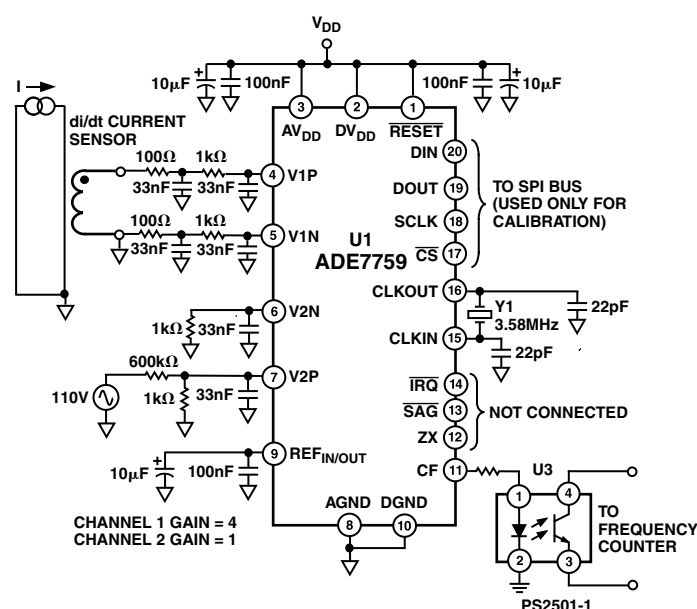 V_DD
10µF
100nF
100nF
10µF
I
di/dt CURRENT
SENSOR
3
2
1
AV_DD
DV_DD
RESET
DIN
20
100Ω
1kΩ
4
V1P
33nF
33nF
DOUT
19
TO SPI BUS
(USED ONLY FOR
CALIBRATION)
SCLK
18
100Ω
1kΩ
5
V1N
33nF
33nF
U1
ADE7759
CS
17
CLKOUT
16
Y1
3.58MHz
22pF
6
V2N
1kΩ
33nF
CLKIN
15
22pF
600kΩ
7
V2P
110V
1kΩ
33nF
IRQ
14
SAG
13
NOT CONNECTED
ZX
12
9
REF_IN/OUT
10µF
100nF
CF
11
U3
1
4
TO
FREQUENCY
COUNTER
2
3
PS2501-1
AGND
DGND
8
10
CHANNEL 1 GAIN = 4
CHANNEL 2 GAIN = 1